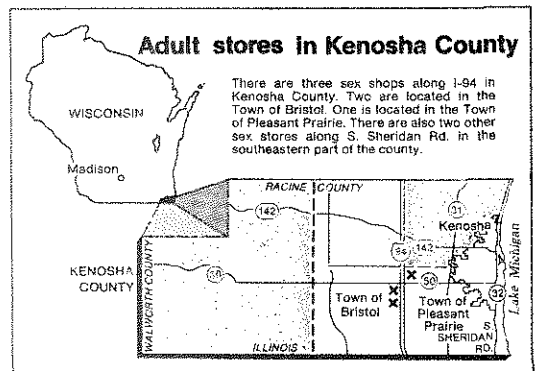 Adult stores in Kenosha County
There are three sex shops along I-94 in
Kenosha County. Two are located in the
Town of Bristol. One is located in the Town
of Pleasant Prairie. There are also two other
sex stores along S. Sheridan Rd. in the
southeastern part of the county.
WISCONSIN
Madison
RACINE COUNTY
142
31
Kenosha
94
142
KENOSHA
COUNTY
WALWORTH COUNTY
50
50
32
Lake Michigan
Town of
Bristol
Town of
Pleasant
Prairie
S.
SHERIDAN
RD.
ILLINOIS